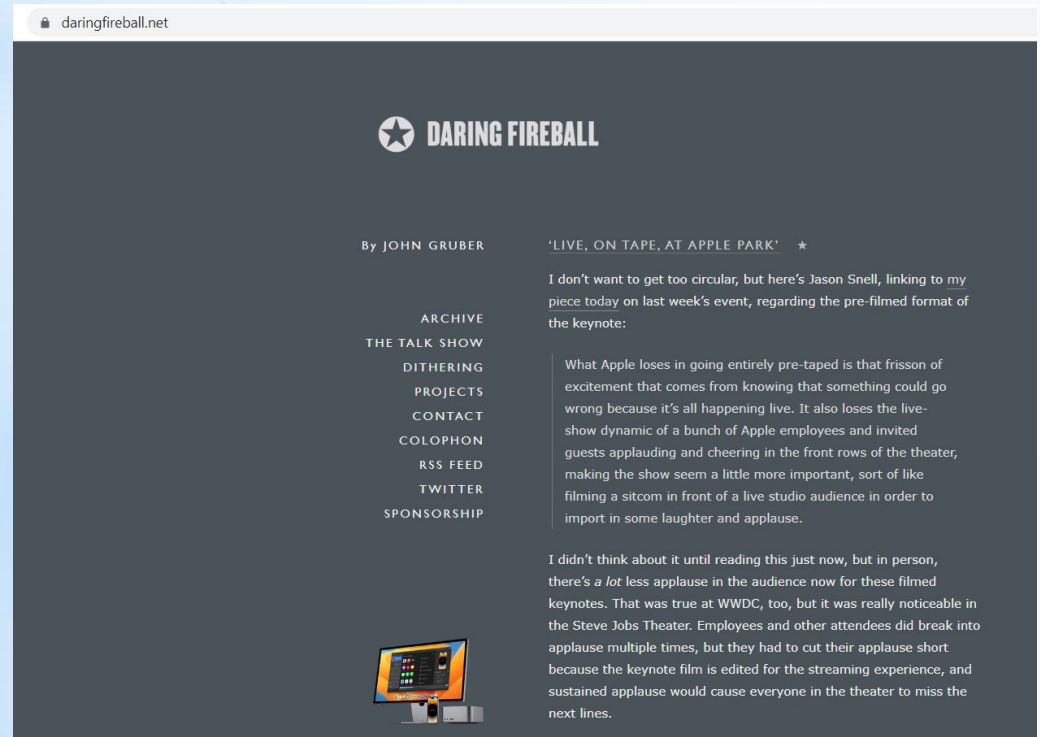 daringfireball.net
DARING FIREBALL
By JOHN GRUBER
ARCHIVE
THE TALK SHOW
DITHERING
PROJECTS
CONTACT
COLOPHON
RSS FEED
TWITTER
SPONSORSHIP
‘LIVE, ON TAPE, AT APPLE PARK’ ★
I don’t want to get too circular, but here’s Jason Snell, linking to my
piece today on last week’s event, regarding the pre-filmed format of
the keynote:
What Apple loses in going entirely pre-taped is that frisson of
excitement that comes from knowing that something could go
wrong because it’s all happening live. It also loses the live-
show dynamic of a bunch of Apple employees and invited
guests applauding and cheering in the front rows of the theater,
making the show seem a little more important, sort of like
filming a sitcom in front of a live studio audience in order to
import in some laughter and applause.
I didn’t think about it until reading this just now, but in person,
there’s a lot less applause in the audience now for these filmed
keynotes. That was true at WWDC, too, but it was really noticeable in
the Steve Jobs Theater. Employees and other attendees did break into
applause multiple times, but they had to cut their applause short
because the keynote film is edited for the streaming experience, and
sustained applause would cause everyone in the theater to miss the
next lines.